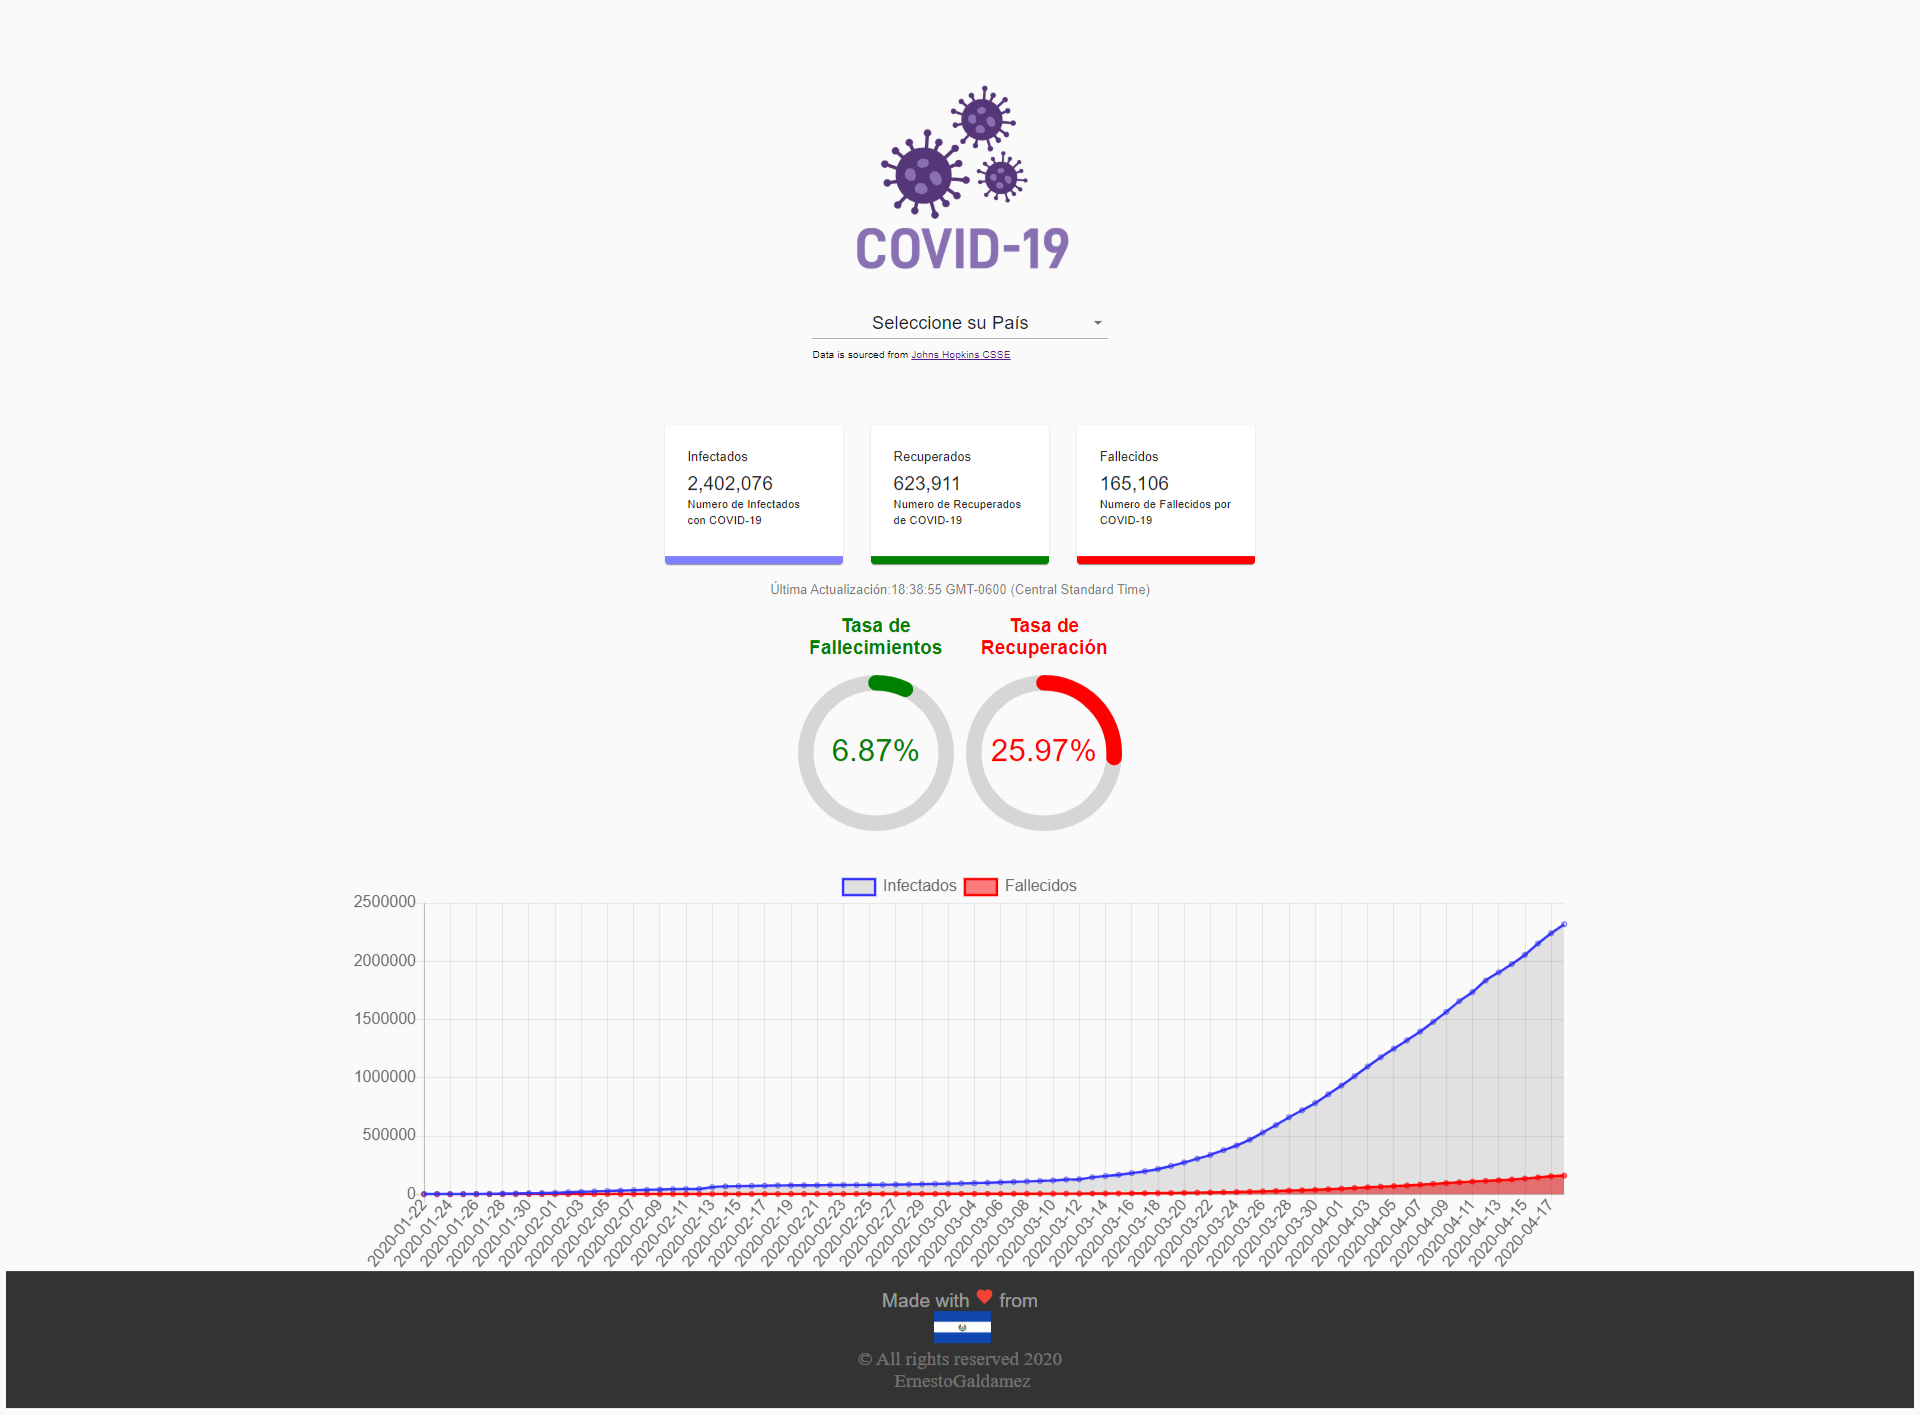 COVID-19
Seleccione su País
Data is sourced from Johns Hopkins CSSE
Infectados
2,402,076
Numero de Infectados
con COVID-19
Recuperados
623,911
Numero de Recuperados
de COVID-19
Fallecidos
165,106
Numero de Fallecidos por
COVID-19
Última Actualización:18:38:55 GMT-0600 (Central Standard Time)
Tasa de
Fallecimientos
6.87%
Tasa de
Recuperación
25.97%
Infectados
Fallecidos
2500000
2000000
1500000
1000000
500000
0
2020-01-22
2020-01-24
2020-01-26
2020-01-28
2020-01-30
2020-02-01
2020-02-03
2020-02-05
2020-02-07
2020-02-09
2020-02-11
2020-02-13
2020-02-15
2020-02-17
2020-02-19
2020-02-21
2020-02-23
2020-02-25
2020-02-27
2020-02-29
2020-03-02
2020-03-04
2020-03-06
2020-03-08
2020-03-10
2020-03-12
2020-03-14
2020-03-16
2020-03-18
2020-03-20
2020-03-22
2020-03-24
2020-03-26
2020-03-28
2020-03-30
2020-04-01
2020-04-03
2020-04-05
2020-04-07
2020-04-09
2020-04-11
2020-04-13
2020-04-15
2020-04-17
Made with ❤ from
© All rights reserved 2020
ErnestoGaldamez